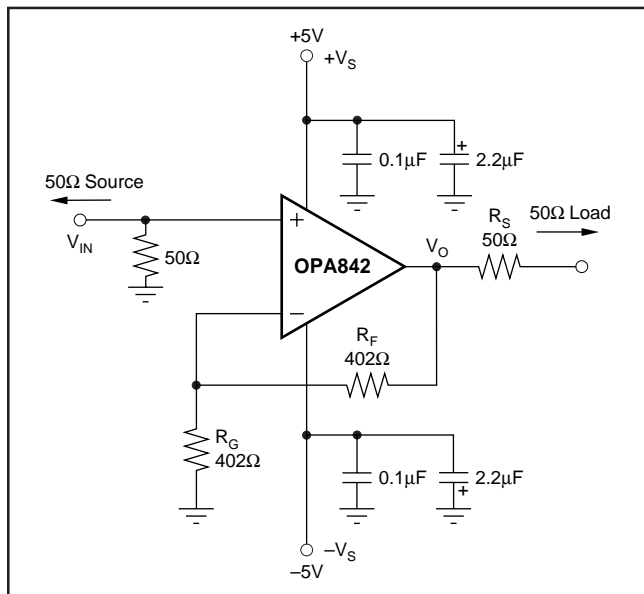 +5V
+VS
+
0.1μF
2.2μF
50Ω Source
VIN
50Ω
+
−
OPA842
VO
RS
50Ω
50Ω Load
RF
402Ω
RG
402Ω
0.1μF
2.2μF
+
−VS
−5V